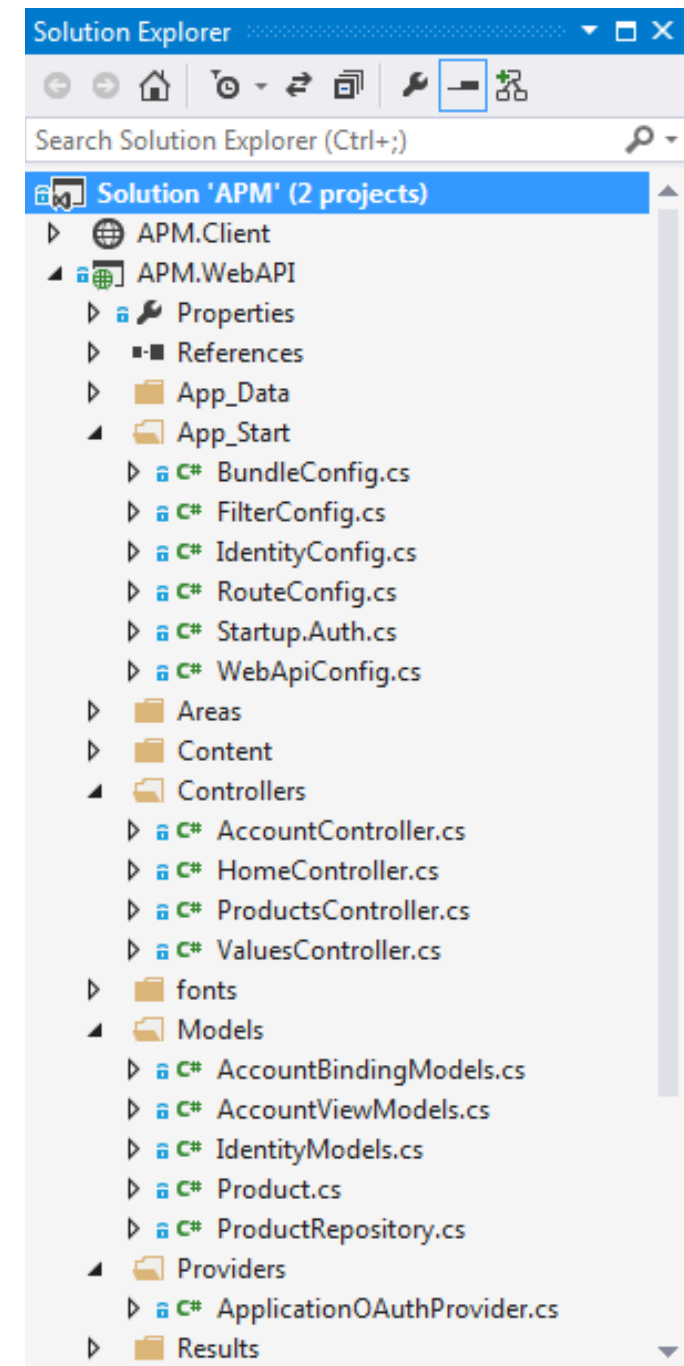 Solution Explorer
Search Solution Explorer (Ctrl+;)
Solution 'APM' (2 projects)
APM.Client
APM.WebAPI
Properties
References
App_Data
App_Start
C# BundleConfig.cs
C# FilterConfig.cs
C# IdentityConfig.cs
C# RouteConfig.cs
C# Startup.Auth.cs
C# WebApiConfig.cs
Areas
Content
Controllers
C# AccountController.cs
C# HomeController.cs
C# ProductsController.cs
C# ValuesController.cs
fonts
Models
C# AccountBindingModels.cs
C# AccountViewModels.cs
C# IdentityModels.cs
C# Product.cs
C# ProductRepository.cs
Providers
C# ApplicationOAuthProvider.cs
Results